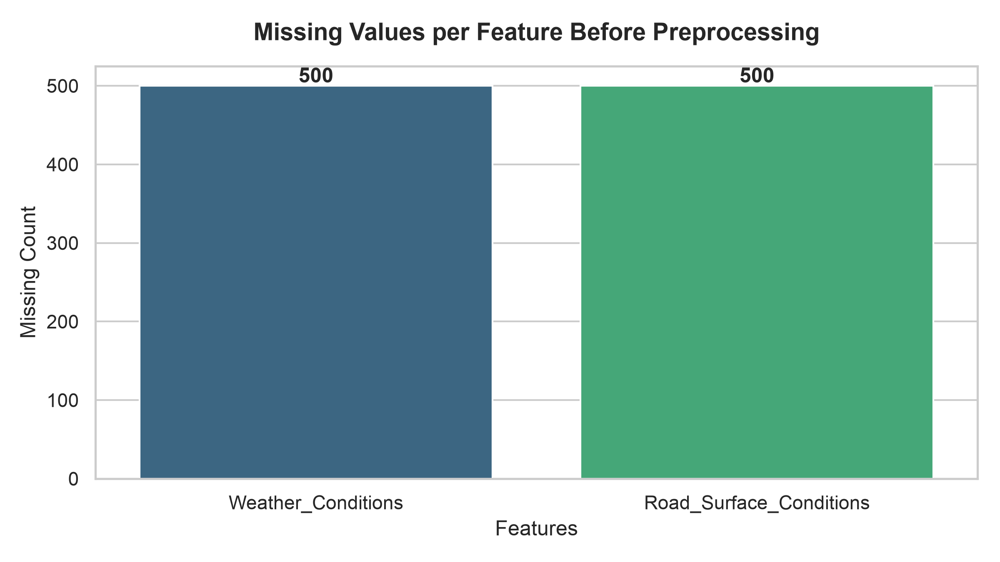 Missing Values per Feature Before Preprocessing
500 500
500
400
300
200
100
0
Missing Count
Weather_Conditions Road_Surface_Conditions
Features